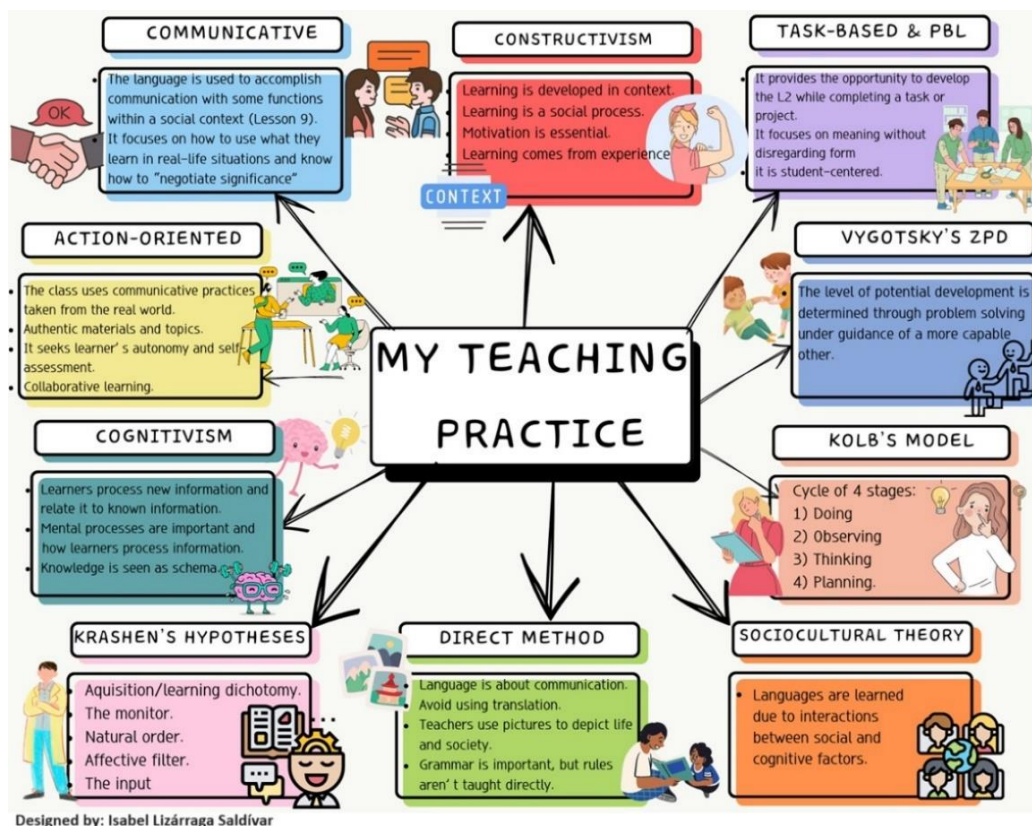 COMMUNICATIVE
The language is used to accomplish
communication with some functions
within a social context (Lesson 9).
It focuses on how to use what they
learn in real-life situations and know
how to "negotiate significance"
OK
CONSTRUCTIVISM
Learning is developed in context.
Learning is a social process.
Motivation is essential.
Learning comes from experience
CONTEXT
TASK-BASED & PBL
It provides the opportunity to develop
the L2 while completing a task or
project.
It focuses on meaning without
disregarding form
it is student-centered.
ACTION-ORIENTED
The class uses communicative practices
taken from the real world.
Authentic materials and topics.
It seeks learner's autonomy and self-
assessment.
Collaborative learning.
MY TEACHING
PRACTICE
VYGOTSKY'S ZPD
The level of potential development is
determined through problem solving
under guidance of a more capable
other.
COGNITIVISM
Learners process new information and
relate it to known information.
Mental processes are important and
how learners process information.
Knowledge is seen as schema.
KOLB'S MODEL
Cycle of 4 stages:
1) Doing
2) Observing
3) Thinking
4) Planning.
KRASHEN'S HYPOTHESES
Aquisition/learning dichotomy.
The monitor.
Natural order.
Affective filter.
The input
DIRECT METHOD
Language is about communication.
Avoid using translation.
Teachers use pictures to depict life
and society.
Grammar is important, but rules
aren't taught directly.
SOCIOCULTURAL THEORY
Languages are learned
due to interactions
between social and
cognitive factors.
Designed by: Isabel Lizárraga Saldívar